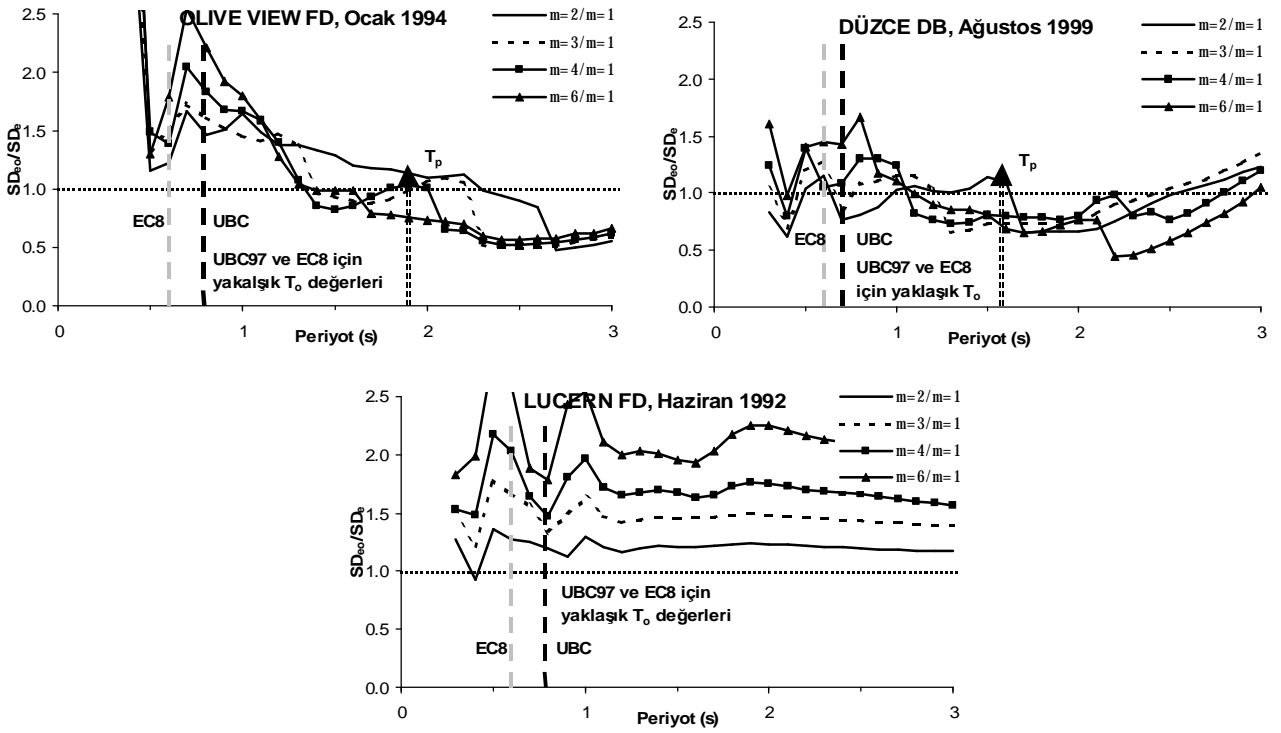 OLIVE VIEW FD, Ocak 1994
m=2/m=1
m=3/m=1
m=4/m=1
m=6/m=1
2.5
2.0
1.5
1.0
0.5
0.0
SDeo/SDe
Tp
EC8
UBC
UBC97 ve EC8 için
yakalşık To değerleri
0
1
2
3
Periyot (s)
DÜZCE DB, Ağustos 1999
m=2/m=1
m=3/m=1
m=4/m=1
m=6/m=1
2.5
2.0
1.5
1.0
0.5
0.0
SDeo/SDe
Tp
EC8
UBC
UBC97 ve EC8
için yaklaşık To
0
1
2
3
Periyot (s)
LUCERN FD, Haziran 1992
m=2/m=1
m=3/m=1
m=4/m=1
m=6/m=1
2.5
2.0
1.5
1.0
0.5
0.0
SDeo/SDe
UBC97 ve EC8 için
yaklaşık To değerleri
EC8
UBC
0
1
2
3
Periyot (s)